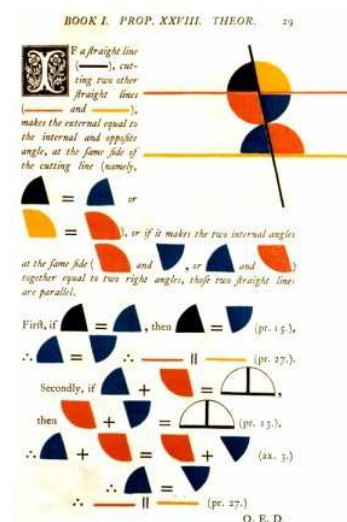 BOOK I. PROP. XXVIII. THEOR. 29
IF a ſtraight line
( ), cut-
ting two other
ſtraight lines
( and ),
makes the external equal to
the internal and oppoſite
angle, at the ſame ſide of
the cutting line (namely,
= or
= ), or if it makes the two internal angles
at the ſame ſide ( and , or and )
together equal to two right angles, thoſe two ſtraight lines
are parallel.
Firſt, if = , then = (pr. 15.),
∴ = ∴ || (pr. 27.).
Secondly, if + = ,
then + = (pr. 13.),
∴ + = + (ax. 3.)
∴ =
∴ || (pr. 27.)
Q. E. D.